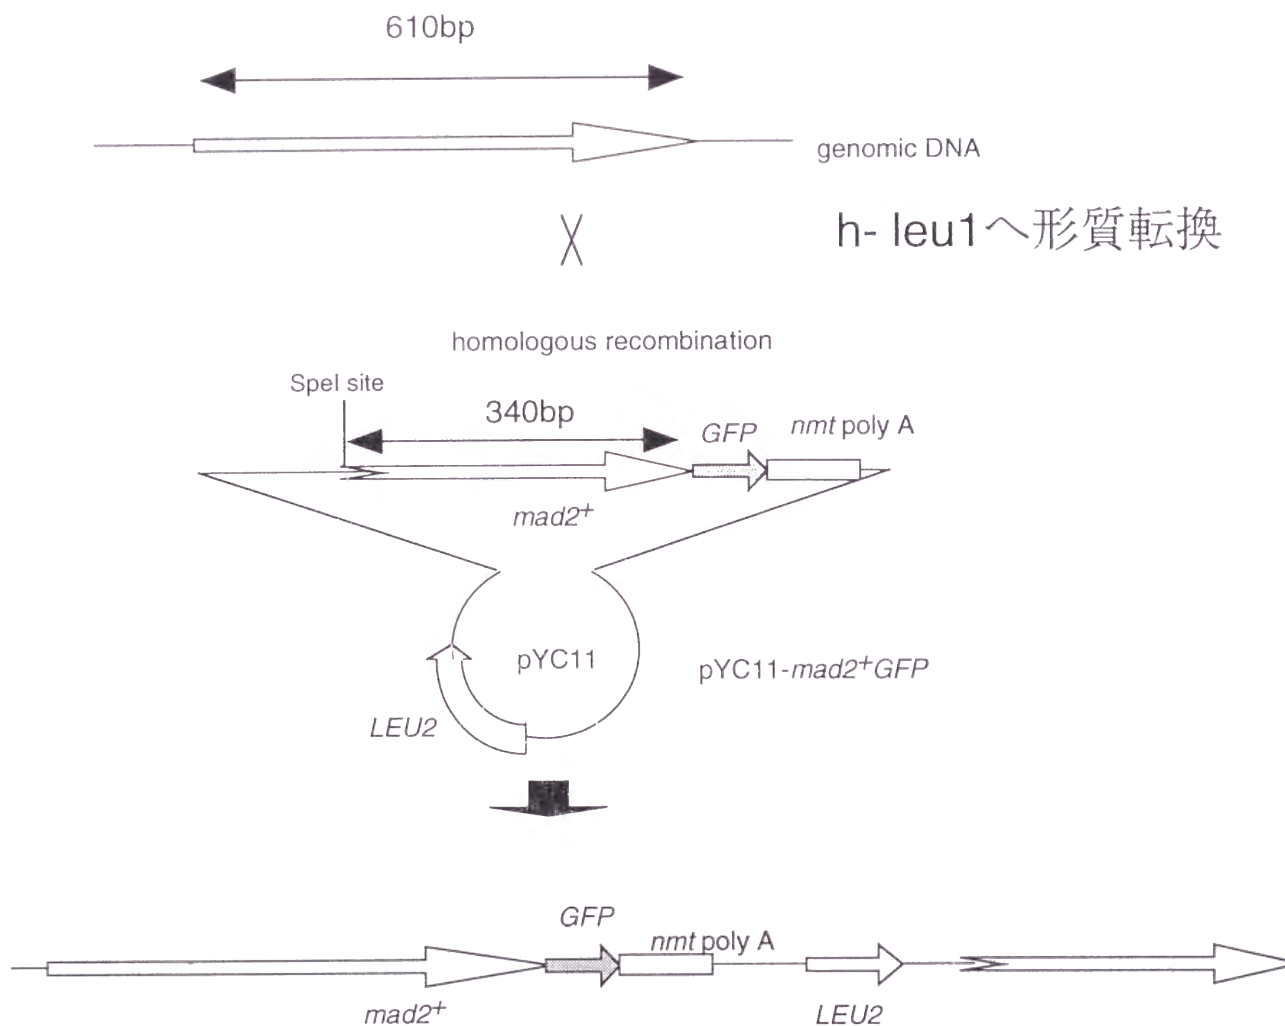 610bp
genomic DNA
h- leu1へ形質転換
homologous recombination
SpeI site
340bp
GFP
nmt poly A
mad2+
pYC11
pYC11-mad2+GFP
LEU2
GFP
nmt poly A
mad2+
LEU2